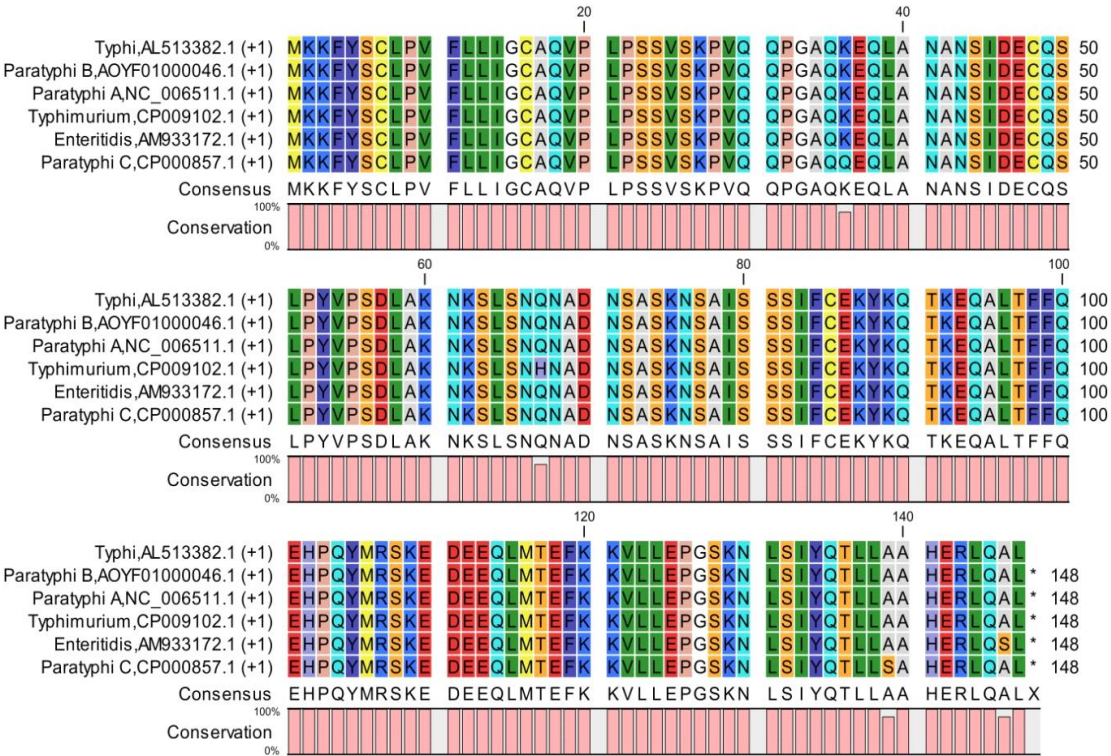 20
Typhi,AL513382.1 (+1) MKKFYSCLPV FLLIGCAQVP LPSSVSKPVQ QPGAQKEQLA NANSIDECQS 50
Paratyphi B,AOYF01000046.1 (+1) MKKFYSCLPV FLLIGCAQVP LPSSVSKPVQ QPGAQKEQLA NANSIDECQS 50
Paratyphi A,NC_006511.1 (+1) MKKFYSCLPV FLLIGCAQVP LPSSVSKPVQ QPGAQKEQLA NANSIDECQS 50
Typhimurium,CP009102.1 (+1) MKKFYSCLPV FLLIGCAQVP LPSSVSKPVQ QPGAQKEQLA NANSIDECQS 50
Enteritidis,AM933172.1 (+1) MKKFYSCLPV FLLIGCAQVP LPSSVSKPVQ QPGAQKEQLA NANSIDECQS 50
Paratyphi C,CP000857.1 (+1) MKKFYSCLPV FLLIGCAQVP LPSSVSKPVQ QPGAQQEQLA NANSIDECQS 50
Consensus MKKFYSCLPV FLLIGCAQVP LPSSVSKPVQ QPGAQKEQLA NANSIDECQS
100%
Conservation
0%
60 80 100
Typhi,AL513382.1 (+1) LPYVPSDLAK NKSLSNQNAD NSASKNSAIS SSIFCEKYKQ TKEQALTFFQ 100
Paratyphi B,AOYF01000046.1 (+1) LPYVPSDLAK NKSLSNQNAD NSASKNSAIS SSIFCEKYKQ TKEQALTFFQ 100
Paratyphi A,NC_006511.1 (+1) LPYVPSDLAK NKSLSNQNAD NSASKNSAIS SSIFCEKYKQ TKEQALTFFQ 100
Typhimurium,CP009102.1 (+1) LPYVPSDLAK NKSLSNHNAD NSASKNSAIS SSIFCEKYKQ TKEQALTFFQ 100
Enteritidis,AM933172.1 (+1) LPYVPSDLAK NKSLSNQNAD NSASKNSAIS SSIFCEKYKQ TKEQALTFFQ 100
Paratyphi C,CP000857.1 (+1) LPYVPSDLAK NKSLSNQNAD NSASKNSAIS SSIFCEKYKQ TKEQALTFFQ 100
Consensus LPYVPSDLAK NKSLSNQNAD NSASKNSAIS SSIFCEKYKQ TKEQALTFFQ
100%
Conservation
0%
120 140
Typhi,AL513382.1 (+1) EHPQYMRSKE DEEQLMTEFK KVLLEPGSKN LSIYQTLLAA HERLQAL
Paratyphi B,AOYF01000046.1 (+1) EHPQYMRSKE DEEQLMTEFK KVLLEPGSKN LSIYQTLLAA HERLQAL* 148
Paratyphi A,NC_006511.1 (+1) EHPQYMRSKE DEEQLMTEFK KVLLEPGSKN LSIYQTLLAA HERLQAL* 148
Typhimurium,CP009102.1 (+1) EHPQYMRSKE DEEQLMTEFK KVLLEPGSKN LSIYQTLLAA HERLQAL* 148
Enteritidis,AM933172.1 (+1) EHPQYMRSKE DEEQLMTEFK KVLLEPGSKN LSIYQTLLAA HERLQSL* 148
Paratyphi C,CP000857.1 (+1) EHPQYMRSKE DEEQLMTEFK KVLLEPGSKN LSIYQTLLSA HERLQAL* 148
Consensus EHPQYMRSKE DEEQLMTEFK KVLLEPGSKN LSIYQTLLAA HERLQALX
100%
Conservation
0%